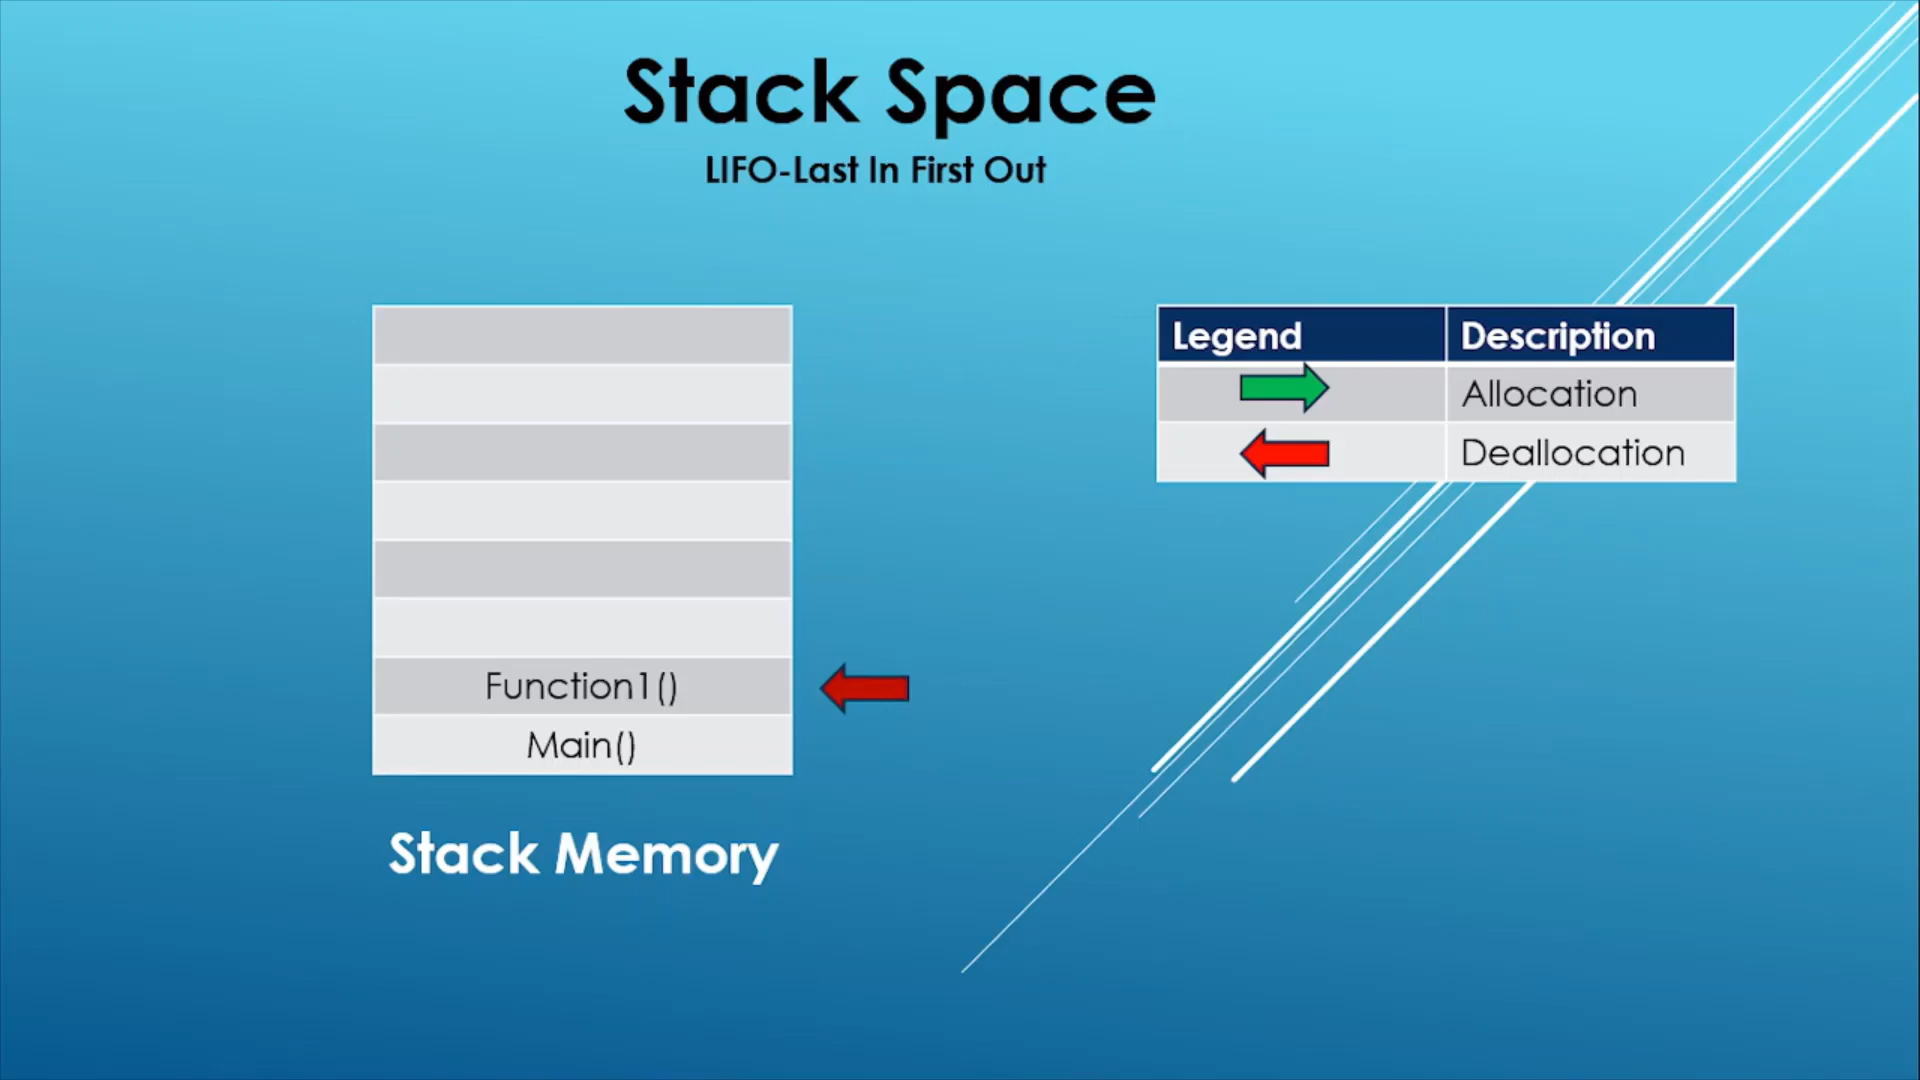 Stack Space
LIFO-Last In First Out
Legend Description
Allocation
Deallocation
Function1()
Main()
Stack Memory